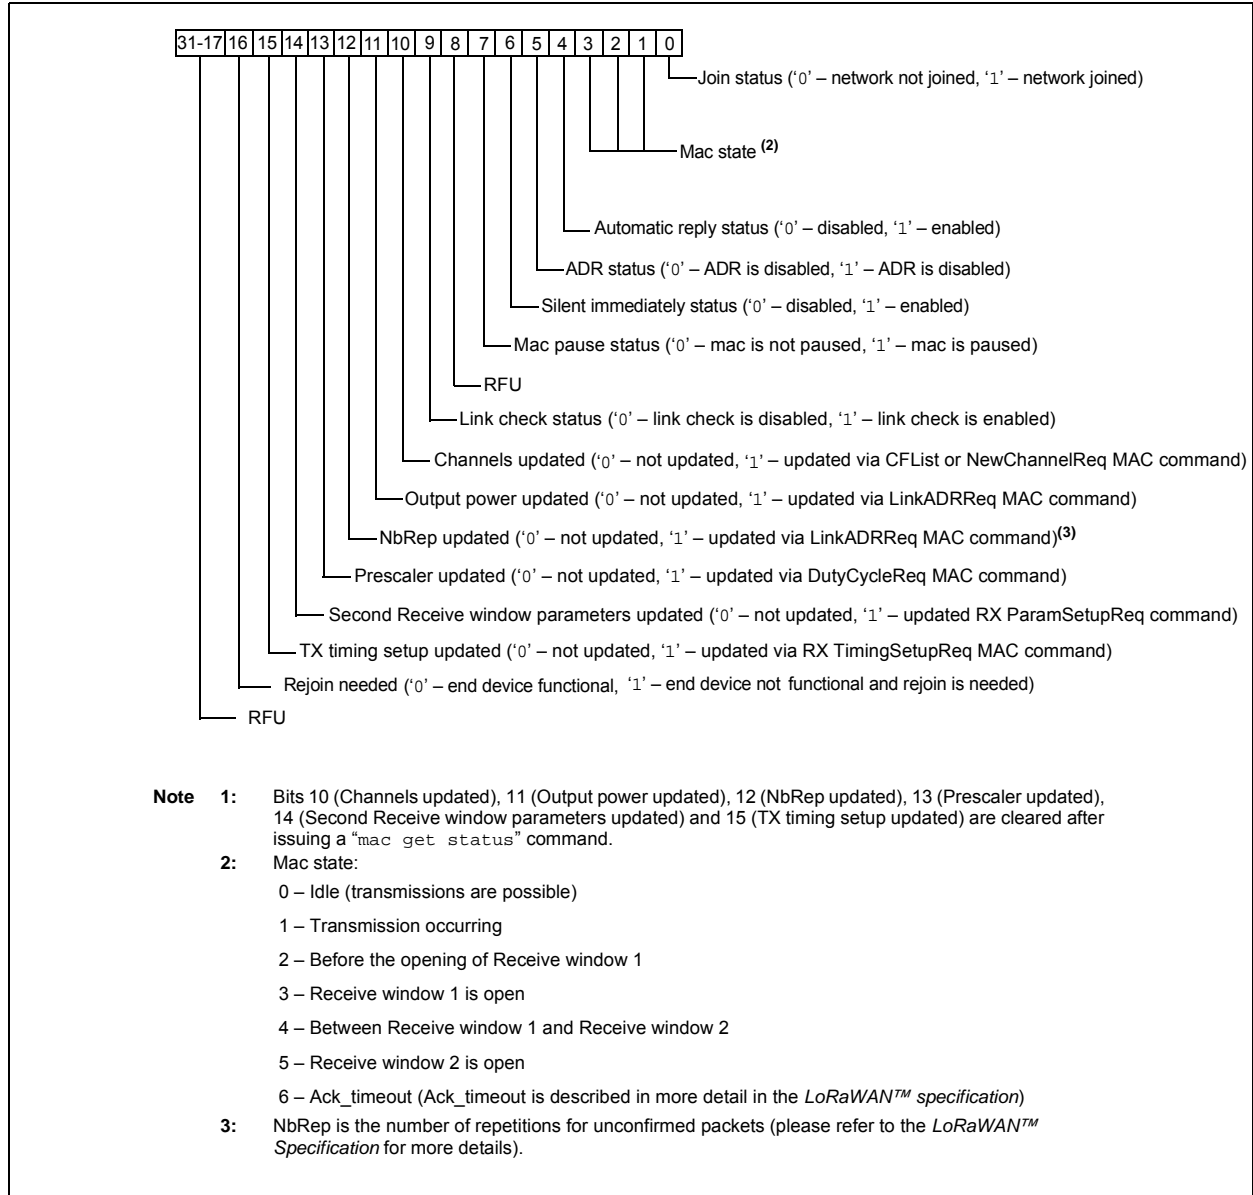 31-17 16 15 14 13 12 11 10 9 8 7 6 5 4 3 2 1 0
Join status (‘0’ – network not joined, ‘1’ – network joined)
Mac state (2)
Automatic reply status (‘0’ – disabled, ‘1’ – enabled)
ADR status (‘0’ – ADR is disabled, ‘1’ – ADR is disabled)
Silent immediately status (‘0’ – disabled, ‘1’ – enabled)
Mac pause status (‘0’ – mac is not paused, ‘1’ – mac is paused)
RFU
Link check status (‘0’ – link check is disabled, ‘1’ – link check is enabled)
Channels updated (‘0’ – not updated, ‘1’ – updated via CFList or NewChannelReq MAC command)
Output power updated (‘0’ – not updated, ‘1’ – updated via LinkADRReq MAC command)
NbRep updated (‘0’ – not updated, ‘1’ – updated via LinkADRReq MAC command)(3)
Prescaler updated (‘0’ – not updated, ‘1’ – updated via DutyCycleReq MAC command)
Second Receive window parameters updated (‘0’ – not updated, ‘1’ – updated RX ParamSetupReq command)
TX timing setup updated (‘0’ – not updated, ‘1’ – updated via RX TimingSetupReq MAC command)
Rejoin needed (‘0’ – end device functional, ‘1’ – end device not functional and rejoin is needed)
RFU
Note 1: Bits 10 (Channels updated), 11 (Output power updated), 12 (NbRep updated), 13 (Prescaler updated),
14 (Second Receive window parameters updated) and 15 (TX timing setup updated) are cleared after
issuing a “mac get status” command.
2: Mac state:
0 – Idle (transmissions are possible)
1 – Transmission occurring
2 – Before the opening of Receive window 1
3 – Receive window 1 is open
4 – Between Receive window 1 and Receive window 2
5 – Receive window 2 is open
6 – Ack_timeout (Ack_timeout is described in more detail in the LoRaWAN™ specification)
3: NbRep is the number of repetitions for unconfirmed packets (please refer to the LoRaWAN™
Specification for more details).